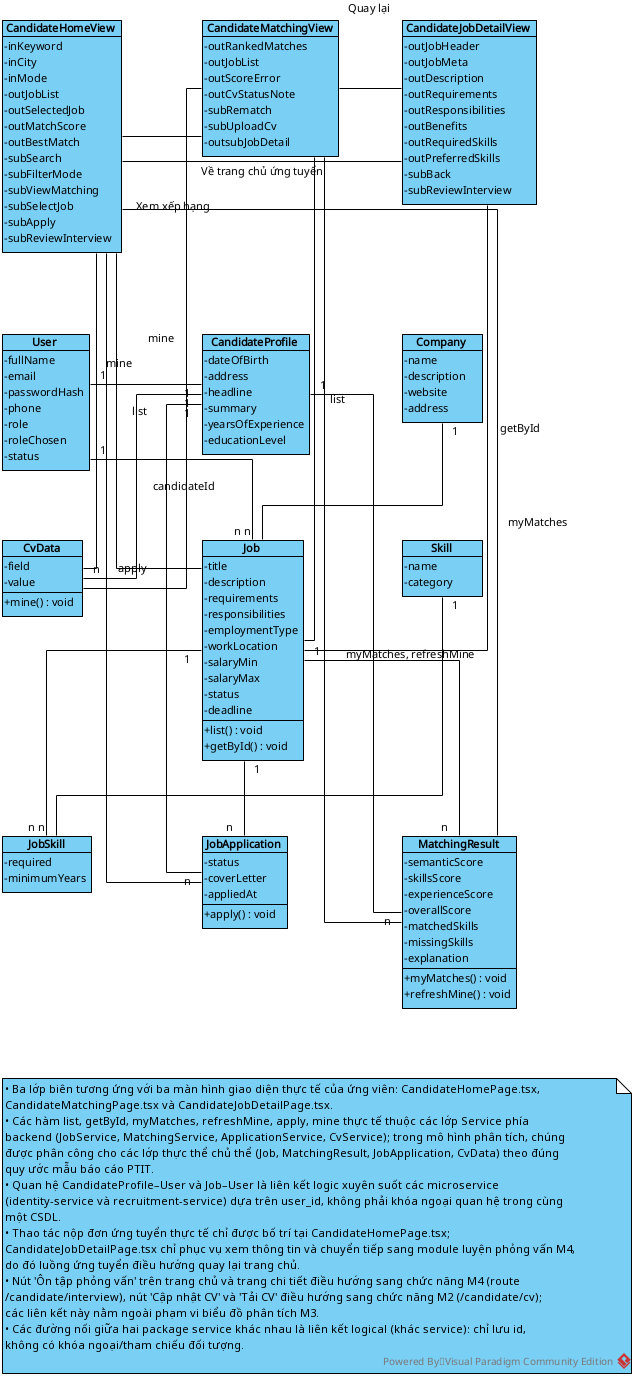 Quay lại
CandidateHomeView
-inKeyword
-inCity
-inMode
-outJobList
-outSelectedJob
-outMatchScore
-outBestMatch
-subSearch
-subFilterMode
-subViewMatching
-subSelectJob
-subApply
-subReviewInterview
CandidateMatchingView
-outRankedMatches
-outJobList
-outScoreError
-outCvStatusNote
-subRematch
-subUploadCv
-outsubJobDetail
CandidateJobDetailView
-outJobHeader
-outJobMeta
-outDescription
-outRequirements
-outResponsibilities
-outBenefits
-outRequiredSkills
-outPreferredSkills
-subBack
-subReviewInterview
Về trang chủ ứng tuyển
Xem xếp hạng
User
-fullName
-email
-passwordHash
-phone
-role
-roleChosen
-status
mine
mine
1
1
list
CandidateProfile
-dateOfBirth
-address
-headline
-summary
-yearsOfExperience
-educationLevel
1
1
1
1
list
Company
-name
-description
-website
-address
1
getById
candidateId
myMatches
n n
CvData
-field
-value
+mine() : void
n
apply
Job
-title
-description
-requirements
-responsibilities
-employmentType
-workLocation
-salaryMin
-salaryMax
-status
-deadline
+list() : void
+getById() : void
Skill
-name
-category
1
1
1
myMatches, refreshMine
1
n n
n
n
JobSkill
-required
-minimumYears
JobApplication
-status
-coverLetter
-appliedAt
+apply() : void
n
MatchingResult
-semanticScore
-skillsScore
-experienceScore
-overallScore
-matchedSkills
-missingSkills
-explanation
+myMatches() : void
+refreshMine() : void
n
• Ba lớp biên tương ứng với ba màn hình giao diện thực tế của ứng viên: CandidateHomePage.tsx,
CandidateMatchingPage.tsx và CandidateJobDetailPage.tsx.
• Các hàm list, getById, myMatches, refreshMine, apply, mine thực tế thuộc các lớp Service phía
backend (JobService, MatchingService, ApplicationService, CvService); trong mô hình phân tích, chúng
được phân công cho các lớp thực thể chủ thể (Job, MatchingResult, JobApplication, CvData) theo đúng
quy ước mẫu báo cáo PTIT.
• Quan hệ CandidateProfile–User và Job–User là liên kết logic xuyên suốt các microservice
(identity-service và recruitment-service) dựa trên user_id, không phải khóa ngoại quan hệ trong cùng
một CSDL.
• Thao tác nộp đơn ứng tuyển thực tế chỉ được bố trí tại CandidateHomePage.tsx;
CandidateJobDetailPage.tsx chỉ phục vụ xem thông tin và chuyển tiếp sang module luyện phỏng vấn M4,
do đó luồng ứng tuyển điều hướng quay lại trang chủ.
• Nút 'Ôn tập phỏng vấn' trên trang chủ và trang chi tiết điều hướng sang chức năng M4 (route
/candidate/interview), nút 'Cập nhật CV' và 'Tải CV' điều hướng sang chức năng M2 (/candidate/cv);
các liên kết này nằm ngoài phạm vi biểu đồ phân tích M3.
• Các đường nối giữa hai package service khác nhau là liên kết logical (khác service): chỉ lưu id,
không có khóa ngoại/tham chiếu đối tượng.
Powered By Visual Paradigm Community Edition